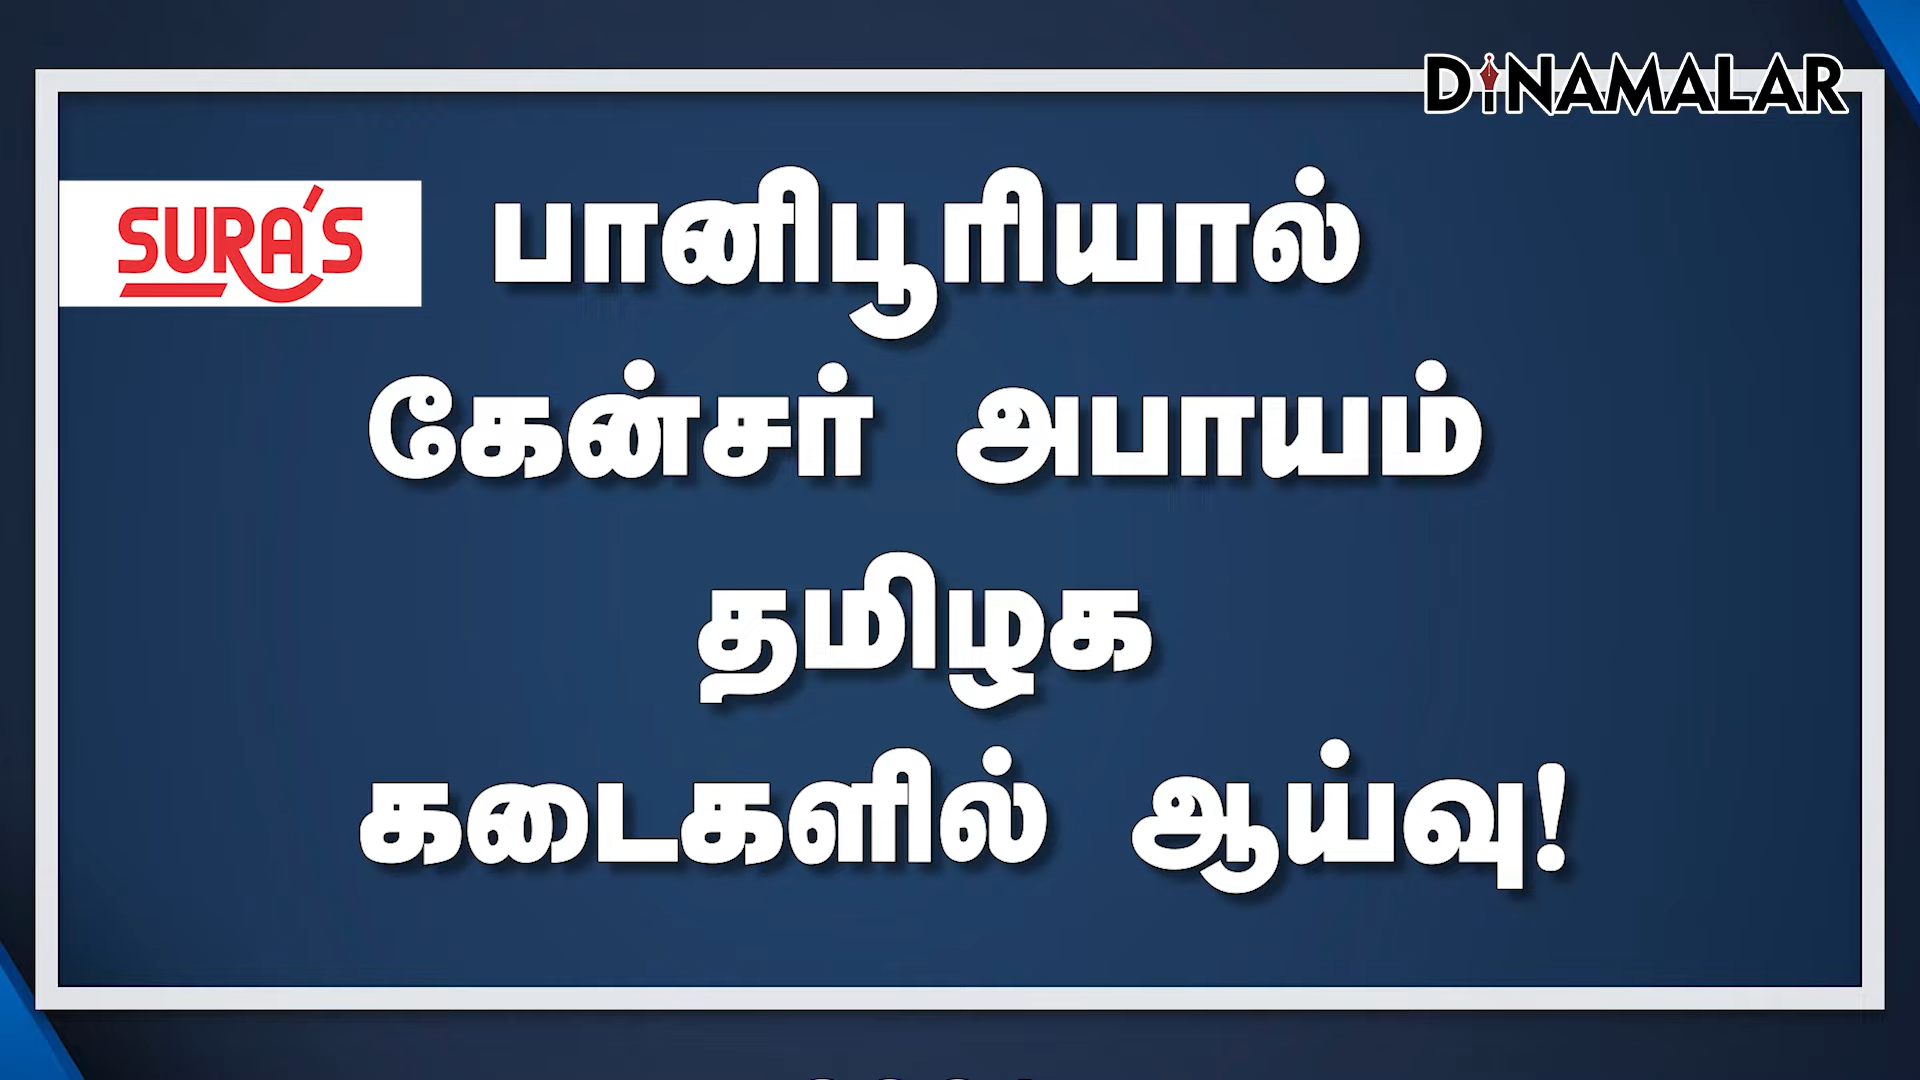 DINAMALAR
SURA'S
பானிபூரியால்
கேன்சர் அபாயம்
தமிழக
கடைகளில் ஆய்வு!